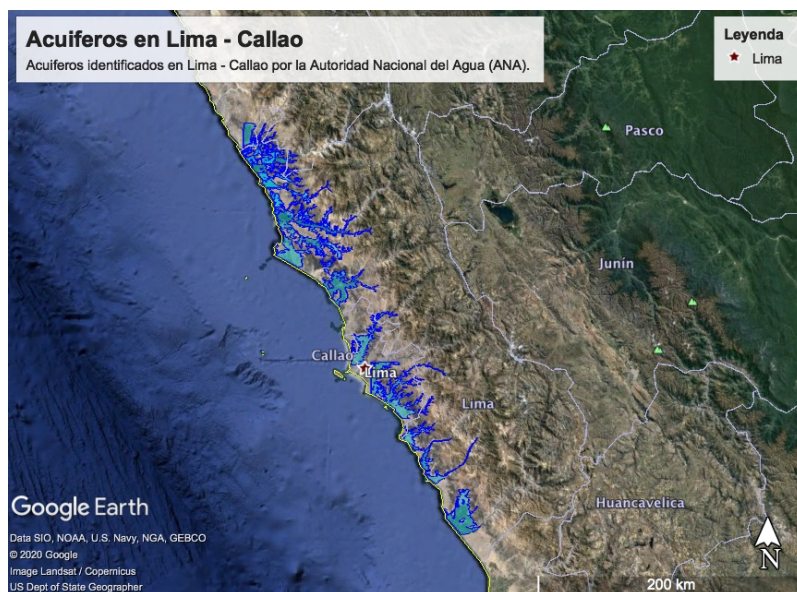 Acuiferos en Lima - Callao
Acuiferos identificados en Lima - Callao por la Autoridad Nacional del Agua (ANA).
Leyenda
Lima
Pasco
Junín
Callao
Lima
Lima
Huancavelica
Google Earth
Data SIO, NOAA, U.S. Navy, NGA, GEBCO
© 2020 Google
Image Landsat / Copernicus
US Dept of State Geographer
N
200 km